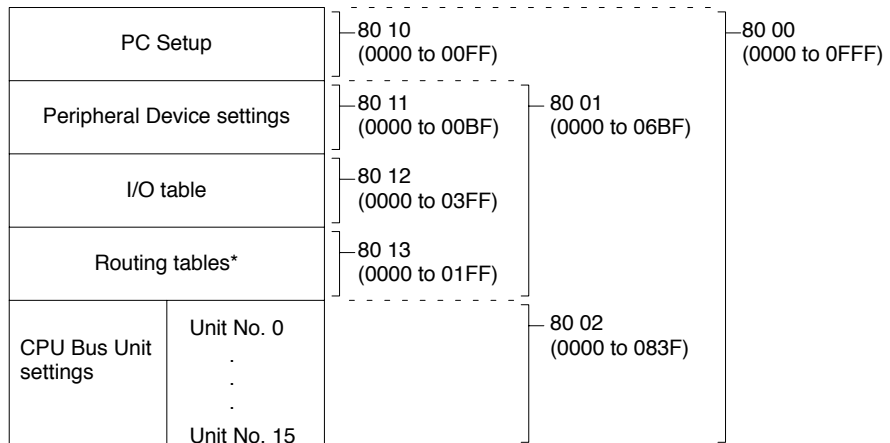 PC Setup
80 10
(0000 to 00FF)
80 00
(0000 to 0FFF)
Peripheral Device settings
80 11
(0000 to 00BF)
80 01
(0000 to 06BF)
I/O table
80 12
(0000 to 03FF)
Routing tables*
80 13
(0000 to 01FF)
CPU Bus Unit
settings
Unit No. 0
.
.
.
Unit No. 15
80 02
(0000 to 083F)